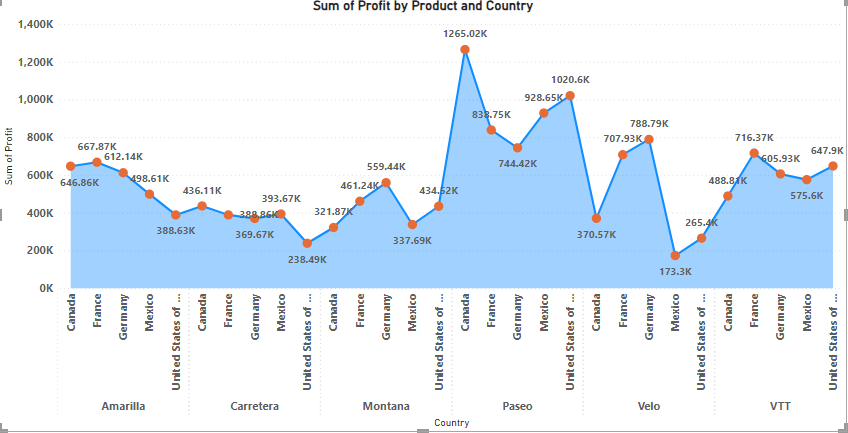 Sum of Profit by Product and Country
1,400K
1,200K
1,000K
800K
600K
400K
200K
0K
Sum of Profit
646.86K
667.87K
612.14K
498.61K
388.63K
436.11K
388.86K
369.67K
393.67K
238.49K
321.87K
461.24K
559.44K
337.69K
434.52K
1265.02K
838.75K
744.42K
928.65K
1020.6K
370.57K
707.93K
788.79K
173.3K
265.4K
488.81K
716.37K
605.93K
575.6K
647.9K
Canada
France
Germany
Mexico
United States of ...
Canada
France
Germany
Mexico
United States of ...
Canada
France
Germany
Mexico
United States of ...
Canada
France
Germany
Mexico
United States of ...
Canada
France
Germany
Mexico
United States of ...
Canada
France
Germany
Mexico
United States of ...
Amarilla
Carretera
Montana
Paseo
Velo
VTT
Country